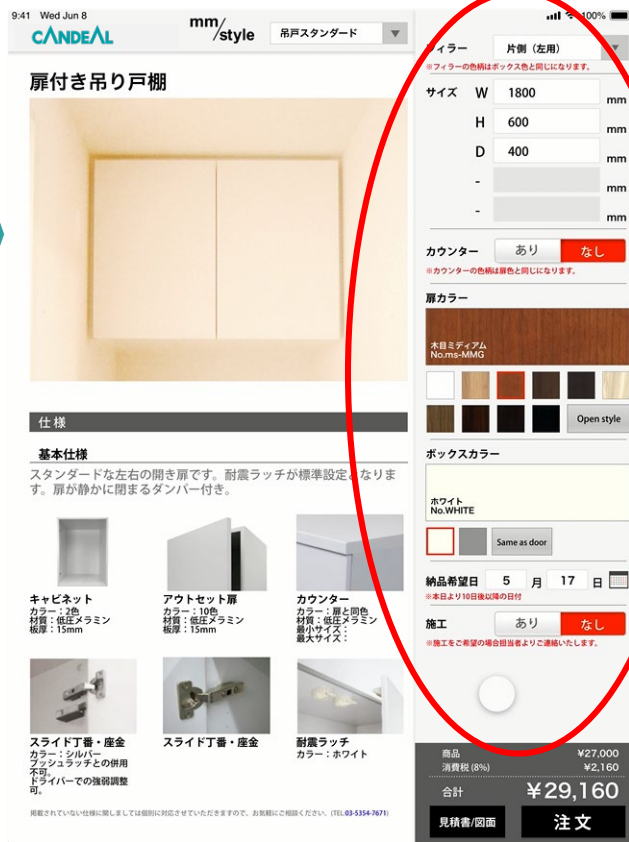 9:41 Wed Jun 8
100%
CANDEAL
mm/style
吊戸スタンダード
扉付き吊り戸棚
仕様
基本仕様
スタンダードな左右の開き扉です。耐震ラッチが標準設定となりま
す。扉が静かに閉まるダンパー付き。
キャビネット
カラー：2色
材質：低圧メラミン
板厚：15mm
アウトセット扉
カラー：10色
材質：低圧メラミン
板厚：15mm
カウンター
カラー：扉と同色
材質：低圧メラミン
最小サイズ：
最大サイズ：
スライド丁番・座金
カラー：シルバー
プッシュラッチとの併用
不可。
ドライバーでの強弱調整
可。
スライド丁番・座金
耐震ラッチ
カラー：ホワイト
掲載されていない仕様に関しましては個別に対応させていただきますので、お気軽にご相談ください。(TEL:03-5354-7671)
フィラー 片側（左用）
※フィラーの色柄はボックス色と同じになります。
サイズ W 1800 mm
H 600 mm
D 400 mm
- mm
- mm
カウンター あり なし
※カウンターの色柄は扉色と同じになります。
扉カラー
木目ミディアム
No.ms-MMG
Open style
ボックスカラー
ホワイト
No.WHITE
Same as door
納品希望日 5 月 17 日
※本日より10日後以降の日付
施工 あり なし
※施工をご希望の場合担当者よりご連絡いたします。
商品 ¥27,000
消費税(8%) ¥2,160
合計 ¥29,160
見積書/図面 注文